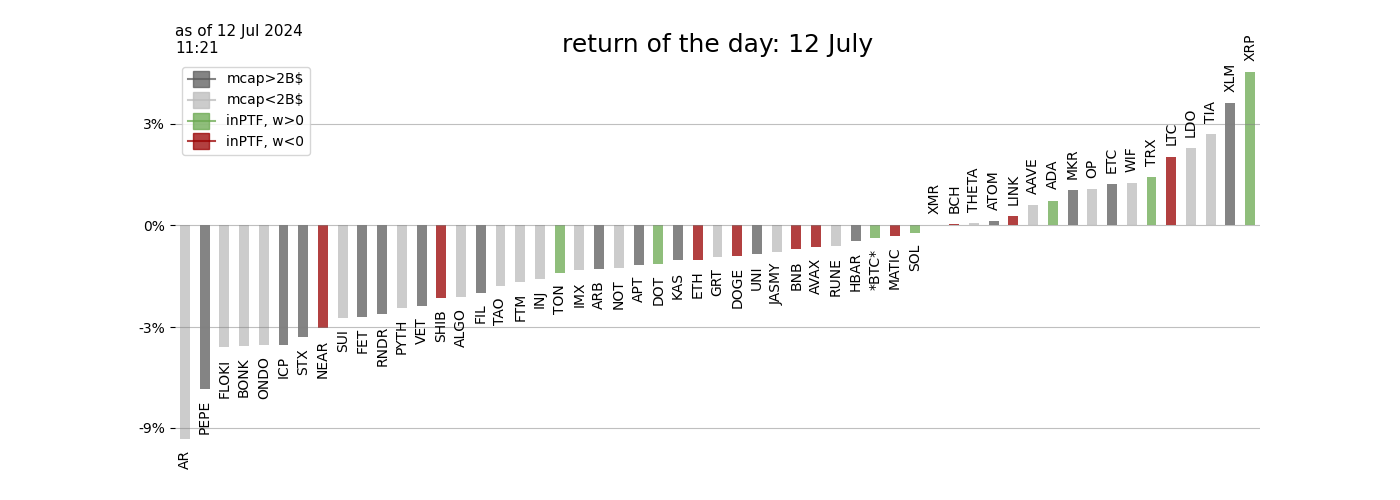 as of 12 Jul 2024
11:21
return of the day: 12 July
mcap>2B$
mcap<2B$
inPTF, w>0
inPTF, w<0
3%
0%
-3%
-9%
AR
PEPE
FLOKI
BONK
ONDO
ICP
STX
NEAR
SUI
FET
RNDR
PYTH
VET
SHIB
ALGO
FIL
TAO
FTM
INJ
TON
IMX
ARB
NOT
APT
DOT
KAS
ETH
GRT
DOGE
UNI
JASMY
BNB
AVAX
RUNE
HBAR
*BTC*
MATIC
SOL
XMR
BCH
THETA
ATOM
LINK
AAVE
ADA
MKR
OP
ETC
WIF
TRX
LTC
LDO
TIA
XLM
XRP